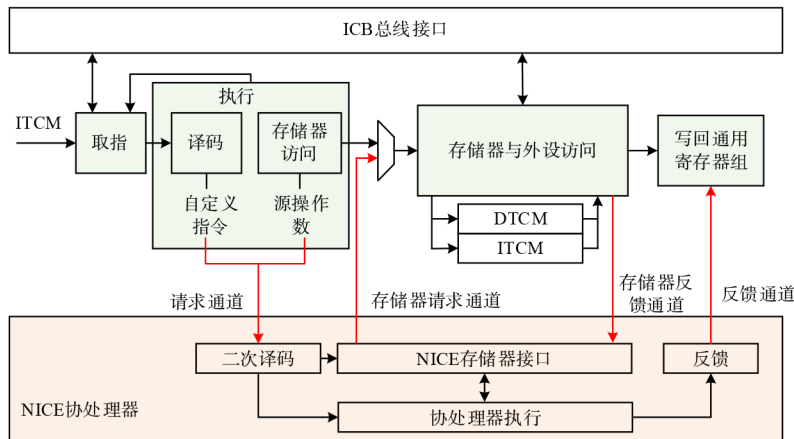 ICB总线接口
执行
ITCM
取指
译码
存储器
访问
存储器与外设访问
写回通用
寄存器组
自定义
指令
源操作
数
DTCM
ITCM
请求通道
存储器请求通道
存储器反
馈通道
反馈通道
二次译码
NICE存储器接口
反馈
NICE协处理器
协处理器执行